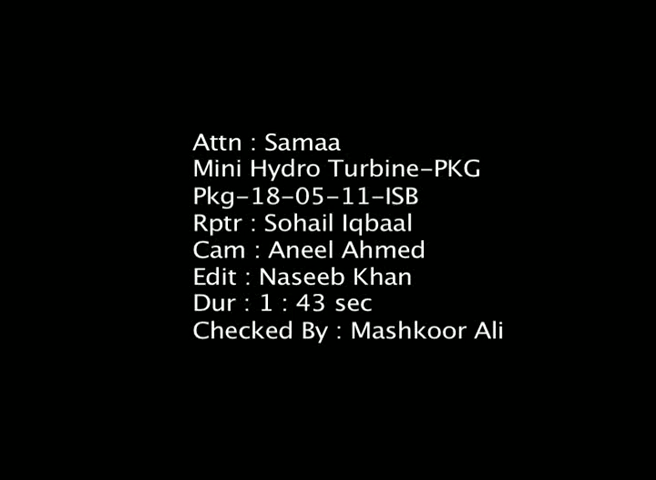 Attn : Samaa
Mini Hydro Turbine-PKG
Pkg-18-05-11-ISB
Rptr : Sohail Iqbaal
Cam : Aneel Ahmed
Edit : Naseeb Khan
Dur : 1 : 43 sec
Checked By : Mashkoor Ali